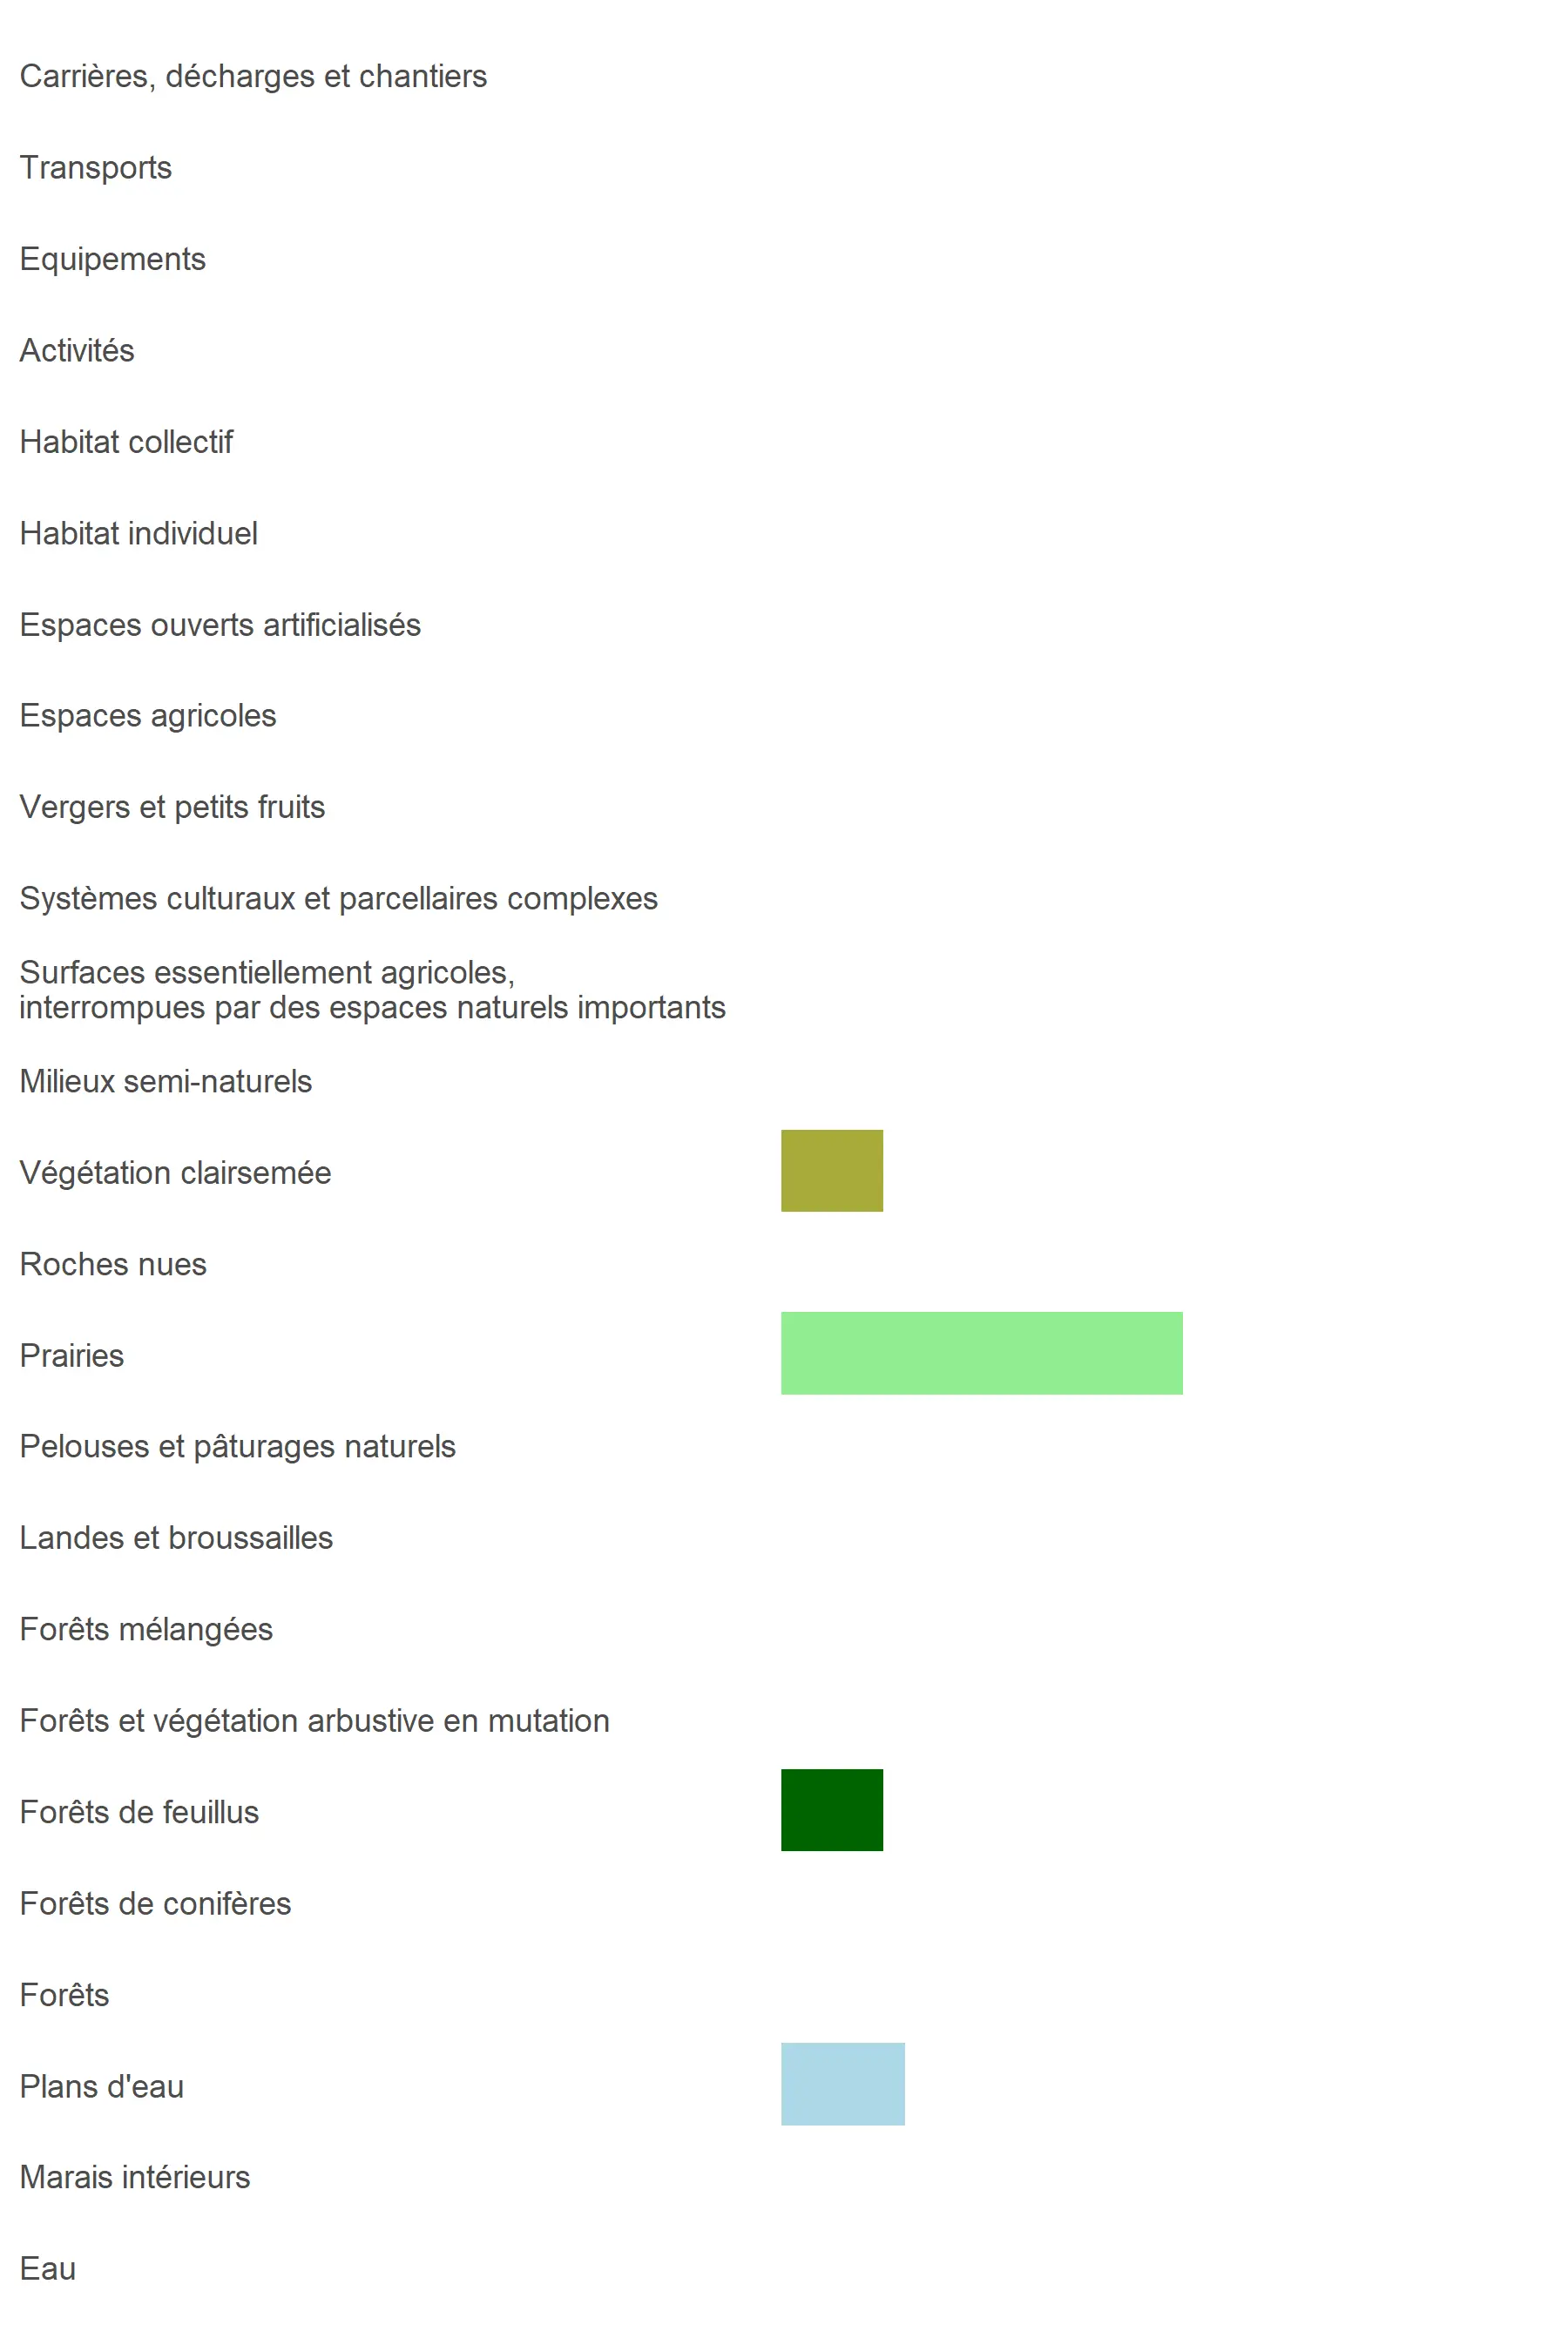 Carrières, décharges et chantiers
Transports
Equipements
Activités
Habitat collectif
Habitat individuel
Espaces ouverts artificialisés
Espaces agricoles
Vergers et petits fruits
Systèmes culturaux et parcellaires complexes
Surfaces essentiellement agricoles,
interrompues par des espaces naturels importants
Milieux semi-naturels
Végétation clairsemée
Roches nues
Prairies
Pelouses et pâturages naturels
Landes et broussailles
Forêts mélangées
Forêts et végétation arbustive en mutation
Forêts de feuillus
Forêts de conifères
Forêts
Plans d'eau
Marais intérieurs
Eau